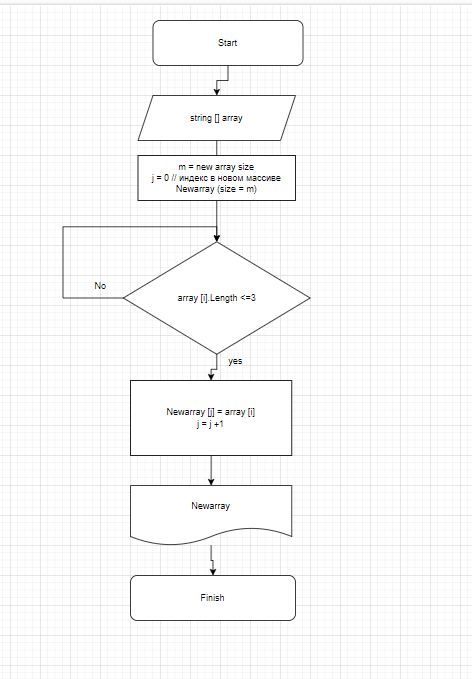 Start
string [] array
m = new array size
j = 0 // индекс в новом массиве
Newarray (size = m)
No
array [i].Length <=3
yes
Newarray [j] = array [i]
j = j +1
Newarray
Finish